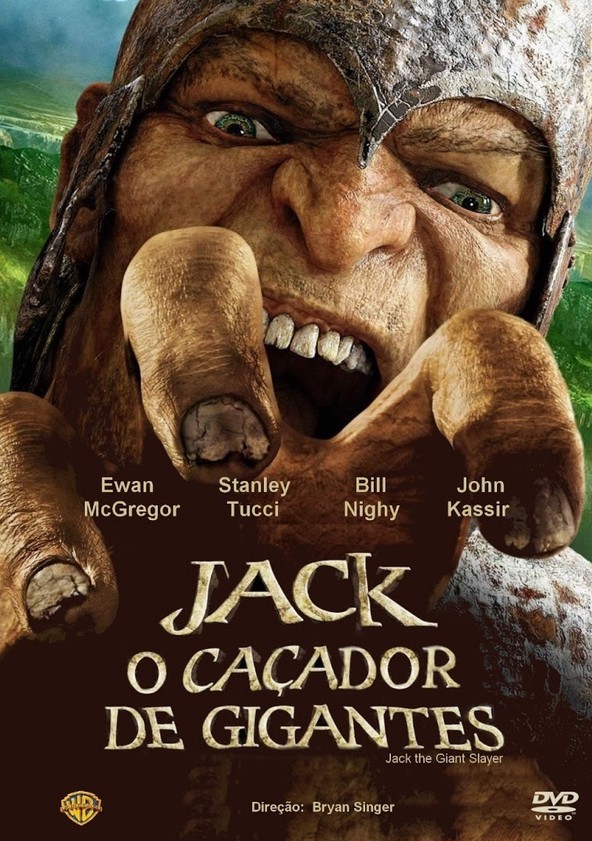 Ewan McGregor
Stanley Tucci
Bill Nighy
John Kassir
JACK
O CAÇADOR
DE GIGANTES
Jack the Giant Slayer
WB
Direção: Bryan Singer
DVD
VIDEO